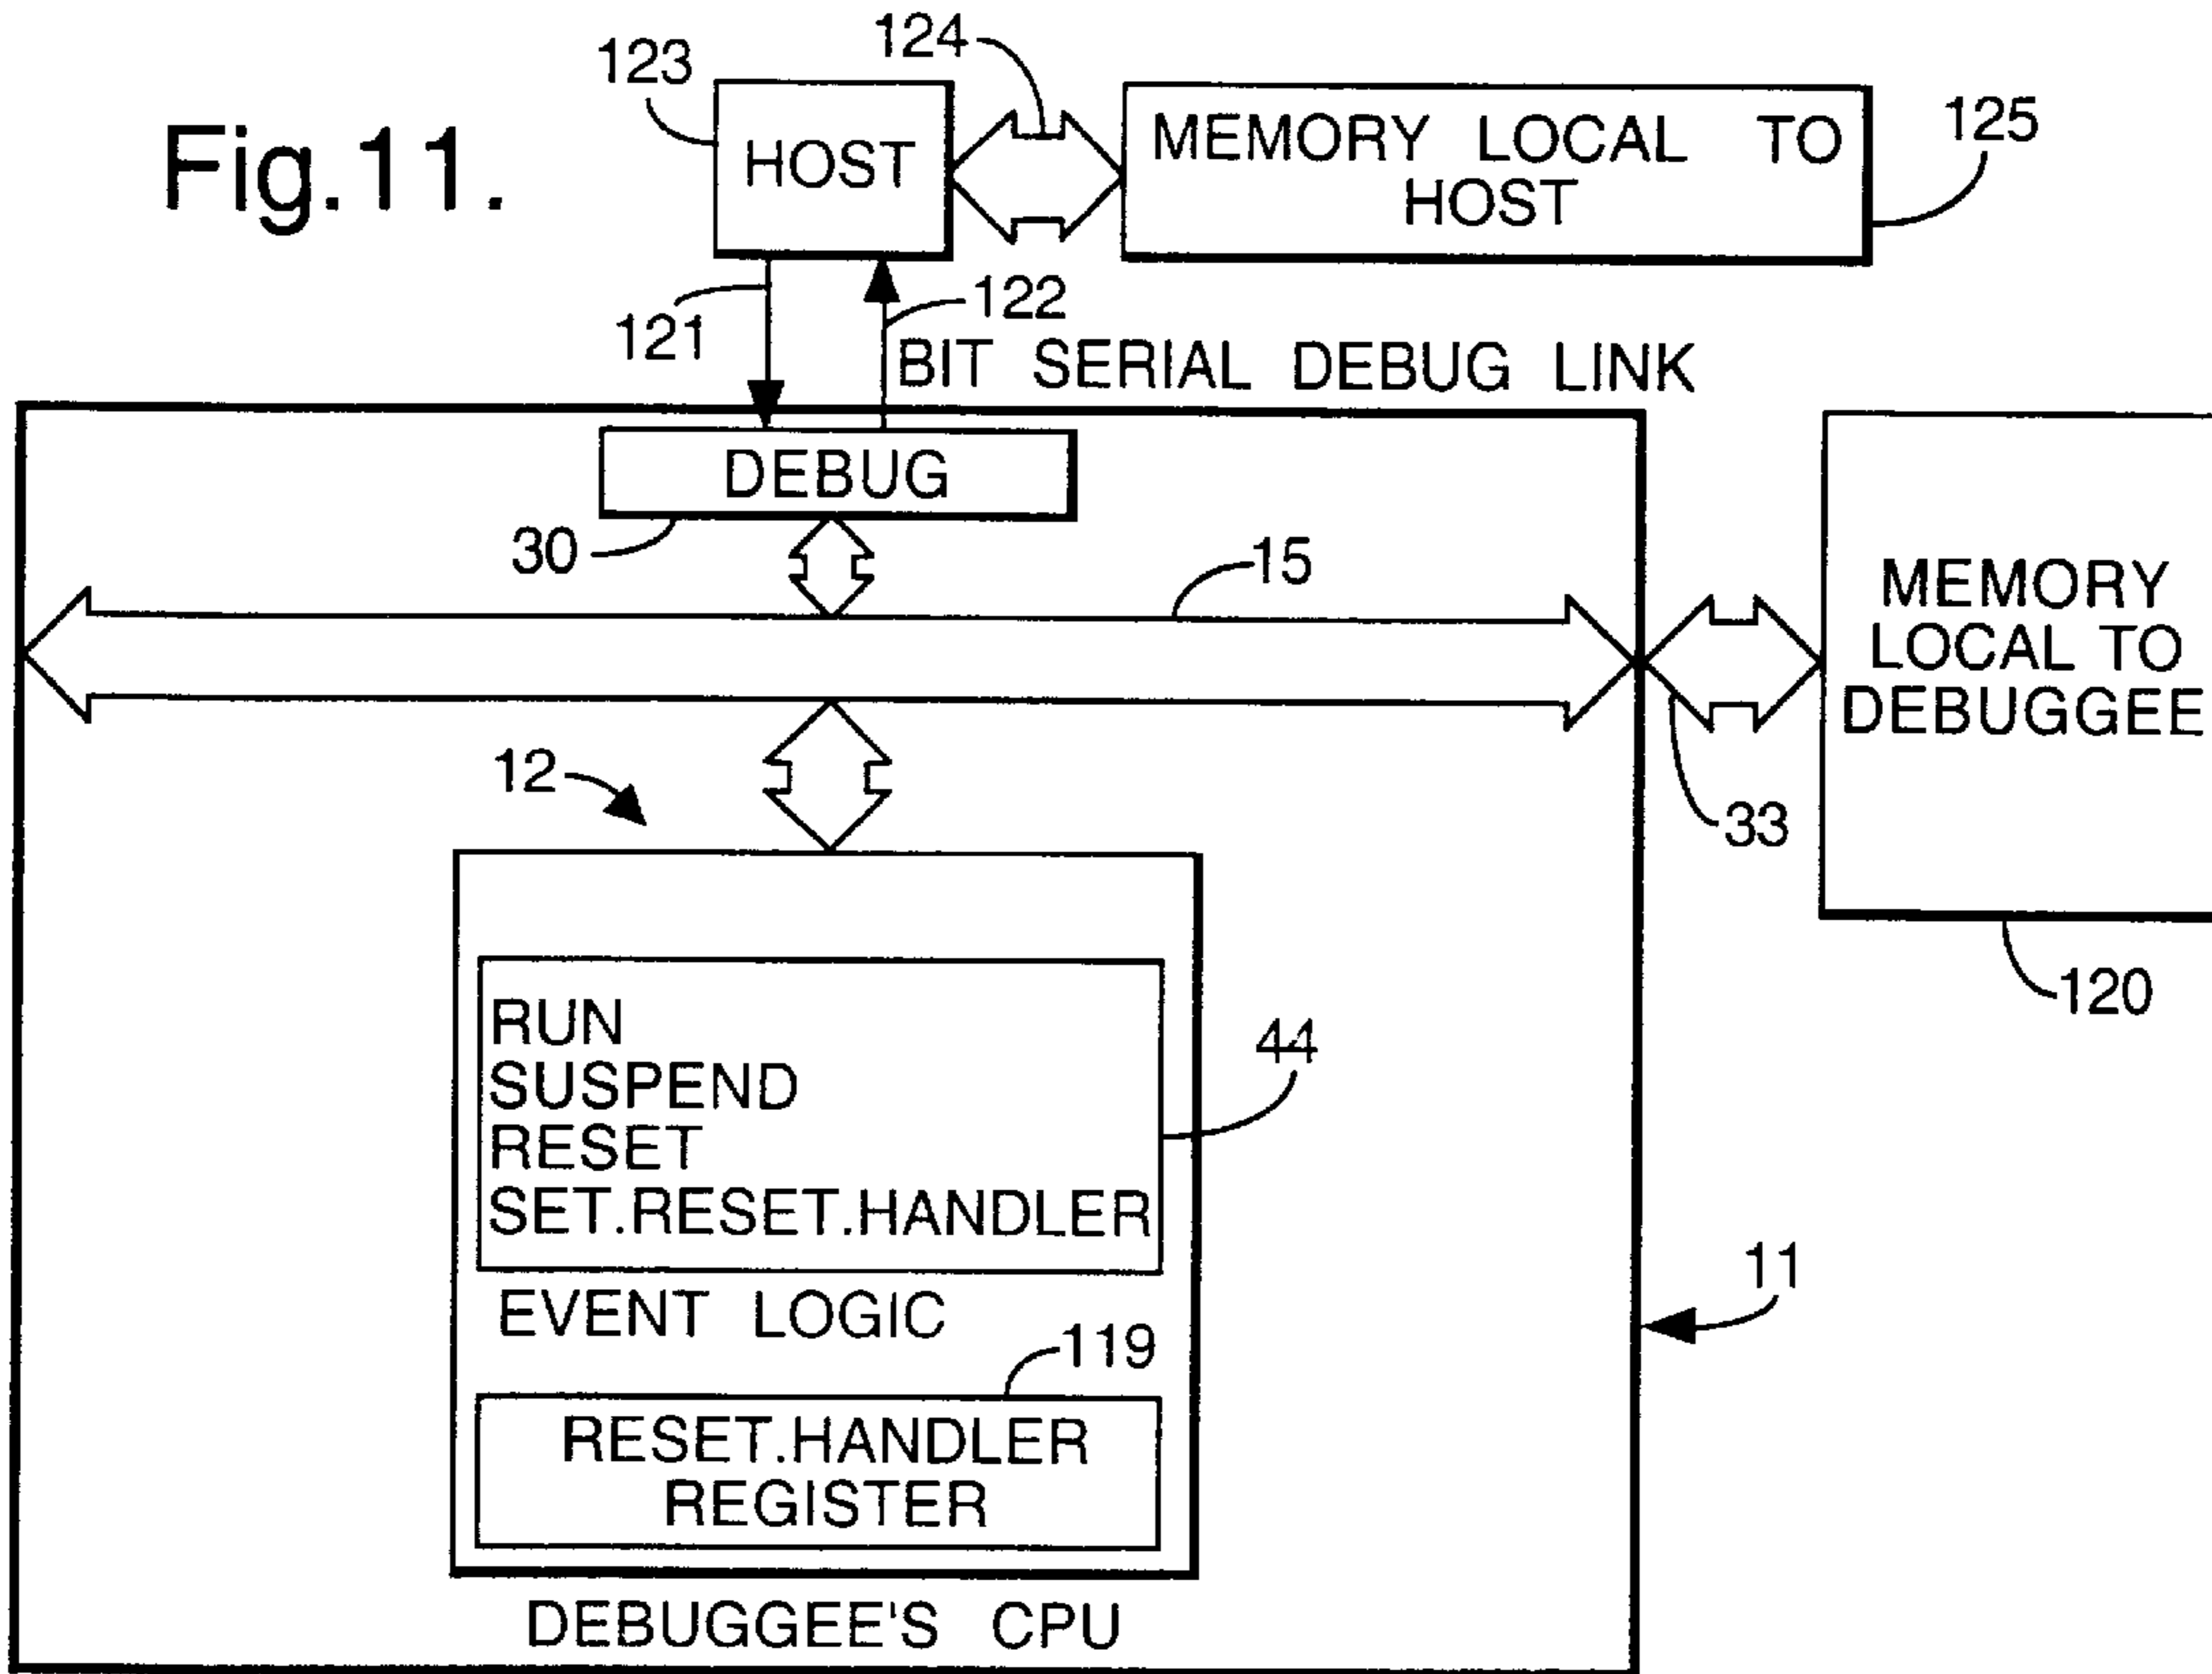 Fig.11.
123
124
HOST
MEMORY LOCAL TO
HOST
125
121
122
BIT SERIAL DEBUG LINK
DEBUG
30
15
MEMORY
LOCAL TO
DEBUGGEE
33
120
12
RUN
SUSPEND
RESET
SET.RESET.HANDLER
44
EVENT LOGIC
119
11
RESET.HANDLER
REGISTER
DEBUGGEE'S CPU